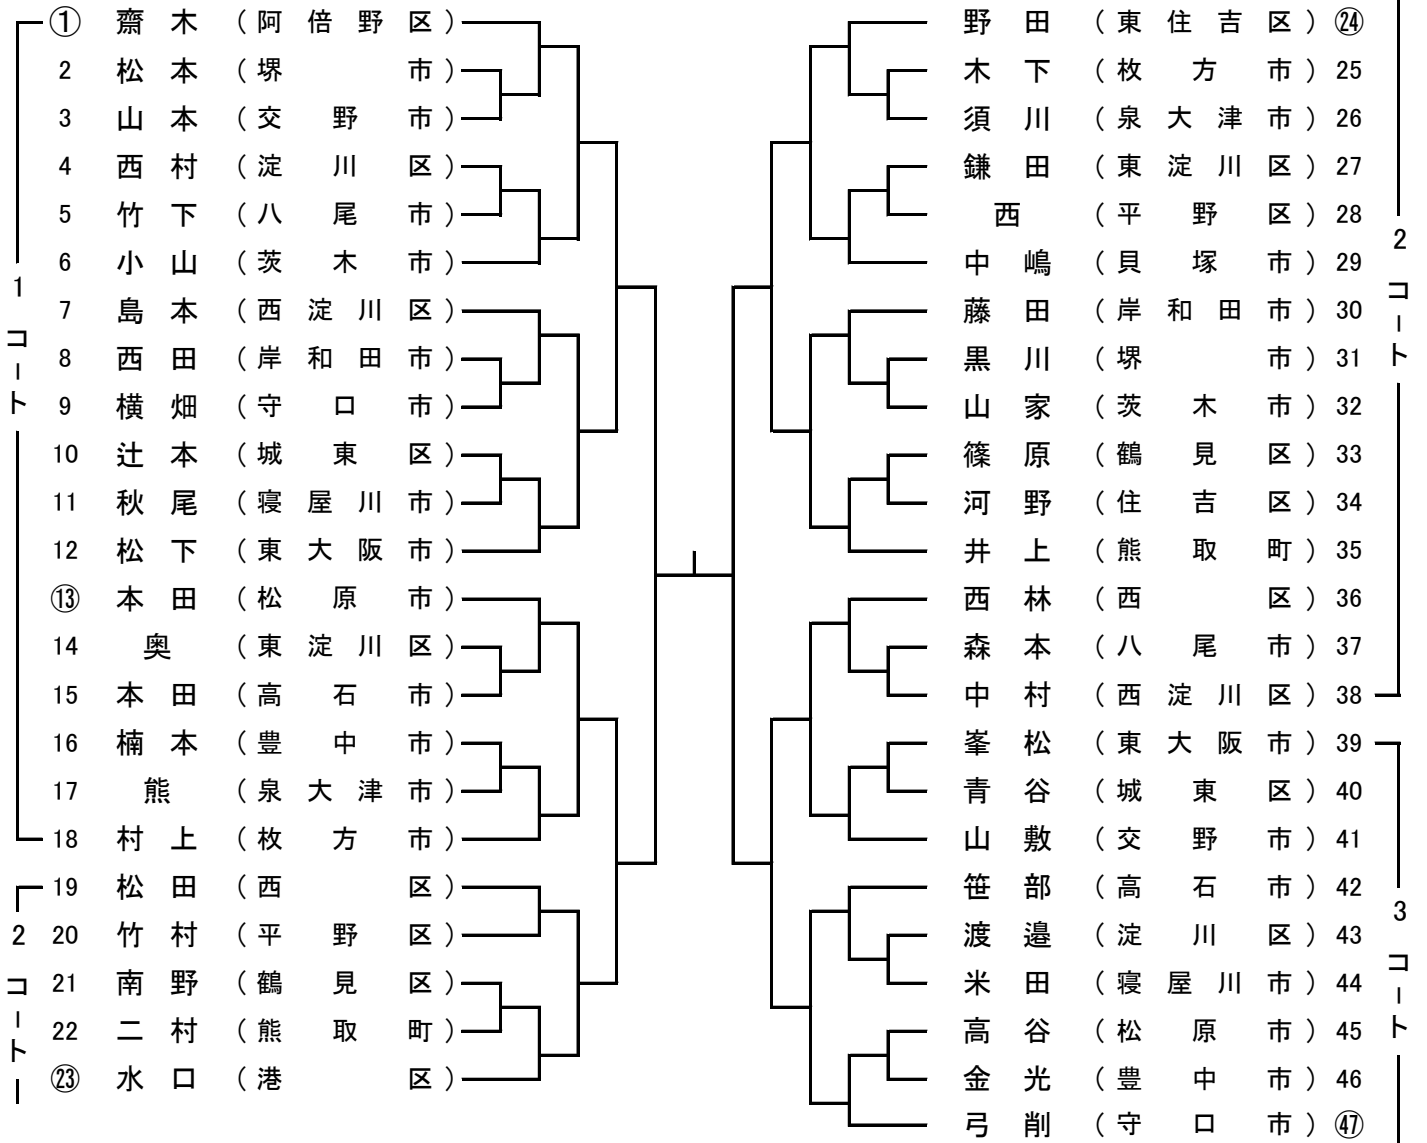 ① 齋木 (阿倍野区)
2 松本 (堺市)
3 山本 (交野市)
4 西村 (淀川区)
5 竹下 (八尾市)
6 小山 (茨木市)
7 島本 (西淀川区)
8 西田 (岸和田市)
9 横畑 (守口市)
10 辻本 (城東区)
11 秋尾 (寝屋川市)
12 松下 (東大阪市)
⑬ 本田 (松原市)
14 奥 (東淀川区)
15 本田 (高石市)
16 楠本 (豊中市)
17 熊 (泉大津市)
18 村上 (枚方市)
1コート
19 松田 (西区)
20 竹村 (平野区)
21 南野 (鶴見区)
22 二村 (熊取町)
㉓ 水口 (港区)
2コート
野田 (東住吉区) ㉔
木下 (枚方市) 25
須川 (泉大津市) 26
鎌田 (東淀川区) 27
西 (平野区) 28
中嶋 (貝塚市) 29
藤田 (岸和田市) 30
黒川 (堺市) 31
山家 (茨木市) 32
篠原 (鶴見区) 33
河野 (住吉区) 34
井上 (熊取町) 35
西林 (西区) 36
森本 (八尾市) 37
中村 (西淀川区) 38
2コート
峯松 (東大阪市) 39
青谷 (城東区) 40
山敷 (交野市) 41
笹部 (高石市) 42
渡邉 (淀川区) 43
米田 (寝屋川市) 44
高谷 (松原市) 45
金光 (豊中市) 46
弓削 (守口市) ㊼
3コート